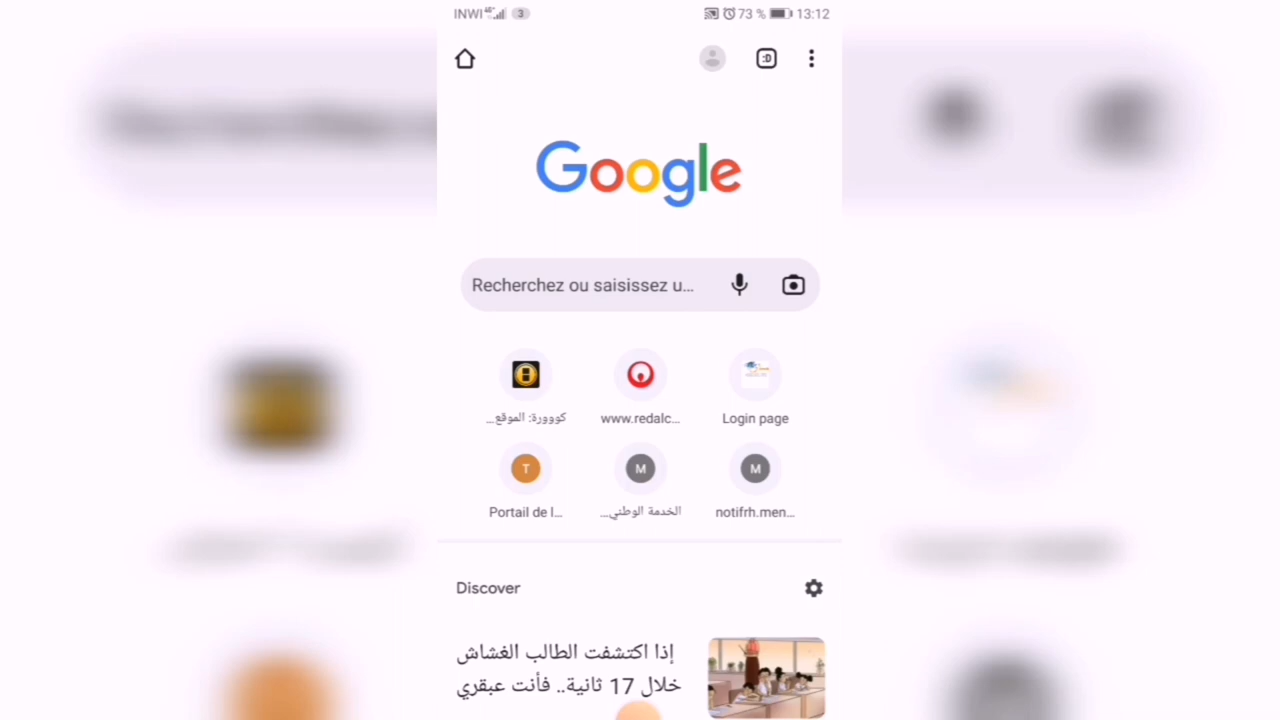 INWI 4G 3 73 % 13:12
:D
Google
Recherchez ou saisissez u...
كووورة: الموقع...
www.redalc...
Login page
T
M
M
Portail de l...
الخدمة الوطني...
notifrh.men...
Discover
إذا اكتشفت الطالب الغشاش
خلال 17 ثانية.. فأنت عبقري